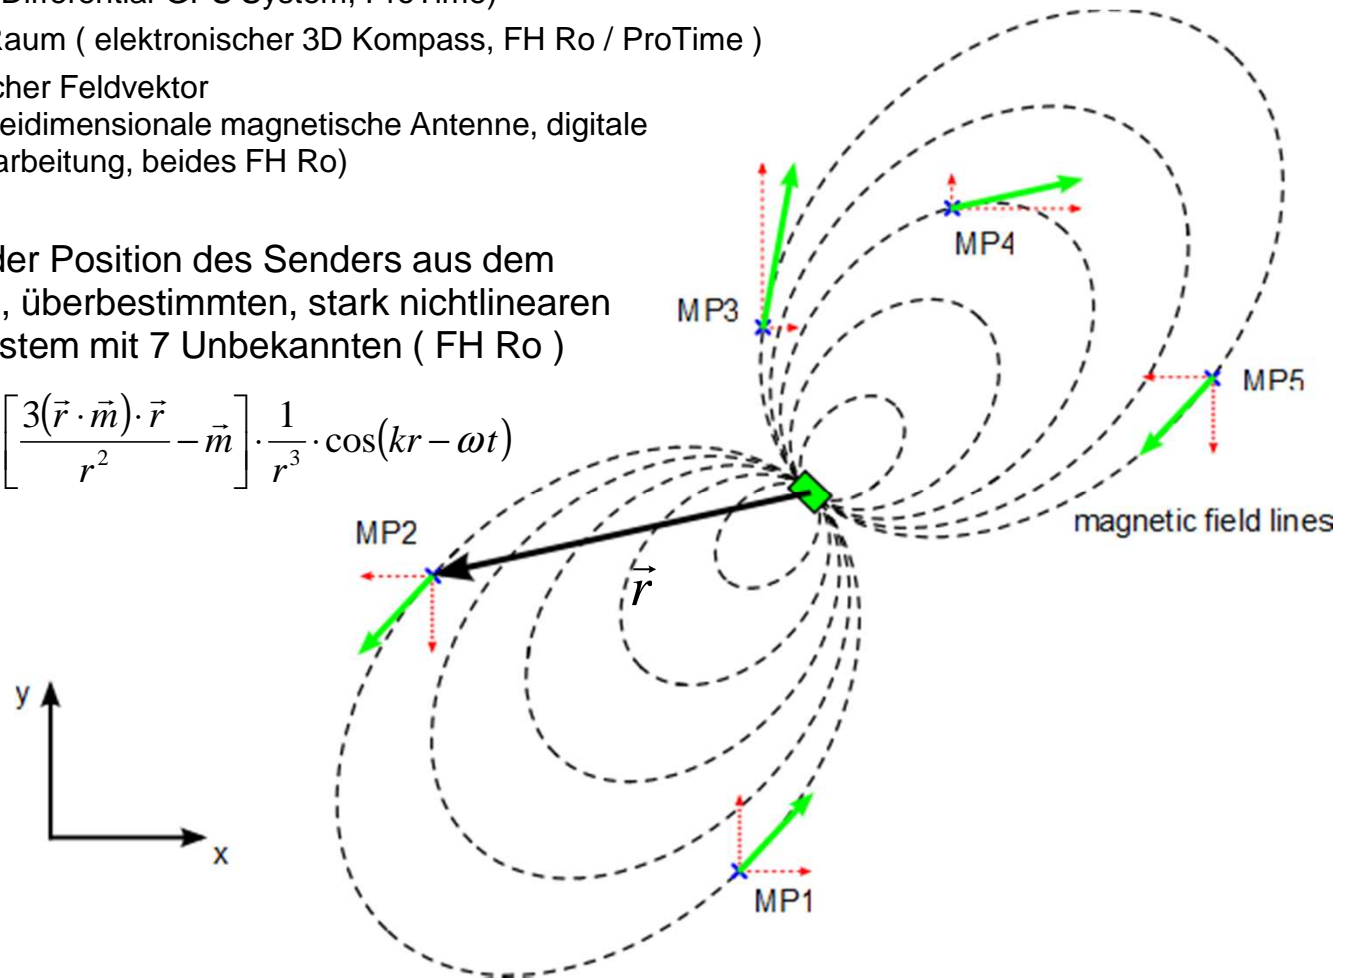 Differential GPS System, ProTime)
Raum ( elektronischer 3D Kompass, FH Ro / ProTime )
cher Feldvektor
eidimensionale magnetische Antenne, digitale
arbeitung, beides FH Ro)
der Position des Senders aus dem
, überbestimmten, stark nichtlinearen
stem mit 7 Unbekannten ( FH Ro )
[3(r⃗ · m⃗) · r⃗ / r² − m⃗] · 1/r³ · cos(kr − ωt)
MP3
MP4
MP5
magnetic field lines
MP2
r⃗
y
x
MP1